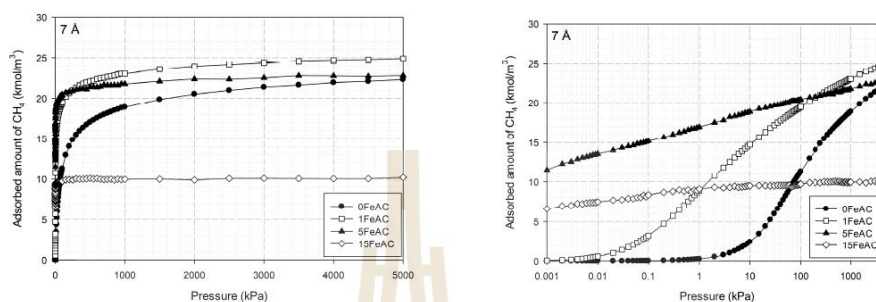 7 Å
Adsorbed amount of CH₄ (kmol/m³)
30
25
20
15
10
5
0
0FeAC
1FeAC
5FeAC
15FeAC
0
1000
2000
3000
4000
5000
Pressure (kPa)
7 Å
Adsorbed amount of CH₄ (kmol/m³)
30
25
20
15
10
5
0
0FeAC
1FeAC
5FeAC
15FeAC
0.001
0.01
0.1
1
10
100
1000
Pressure (kPa)